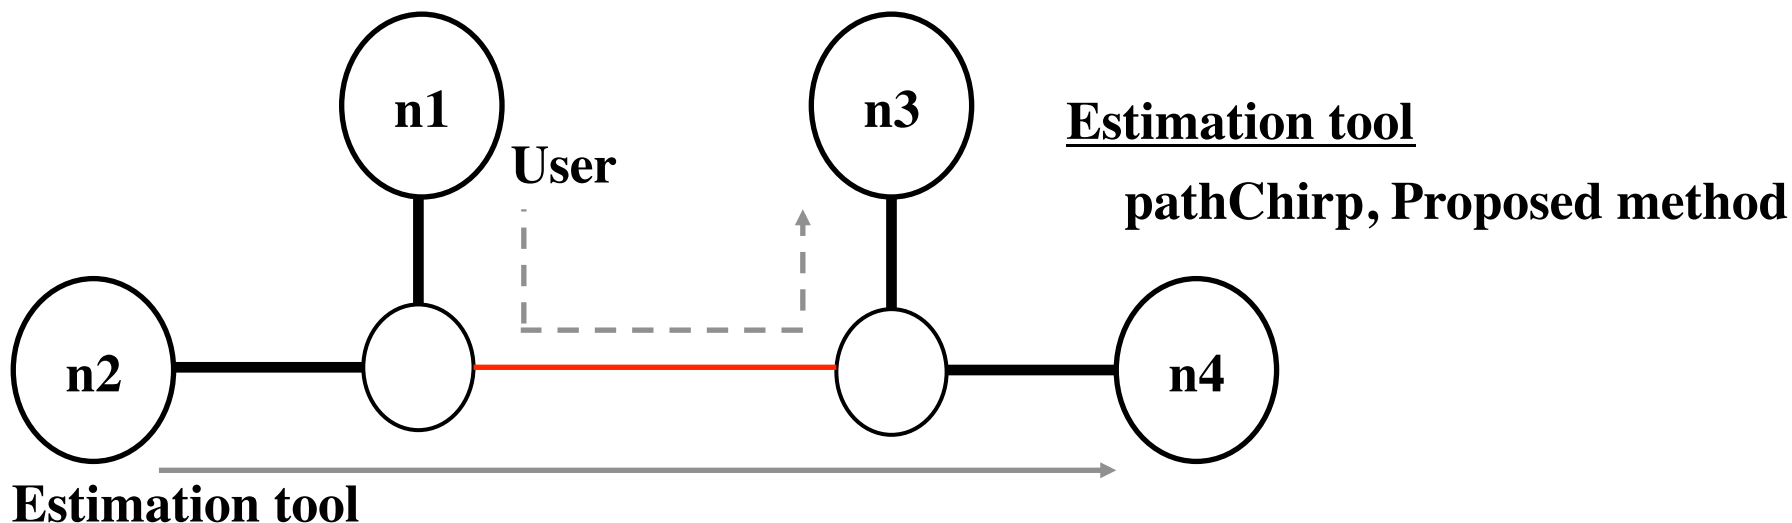 n1
n3
Estimation tool
User
pathChirp, Proposed method
n2
n4
Estimation tool